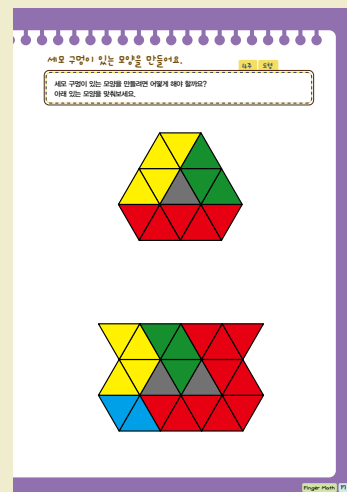 세모 구멍이 있는 모양을 만들어요.
4주 도형
세모 구멍이 있는 모양을 만들려면 어떻게 해야 할까요?
아래 있는 모양을 맞춰보세요.
Finger Math